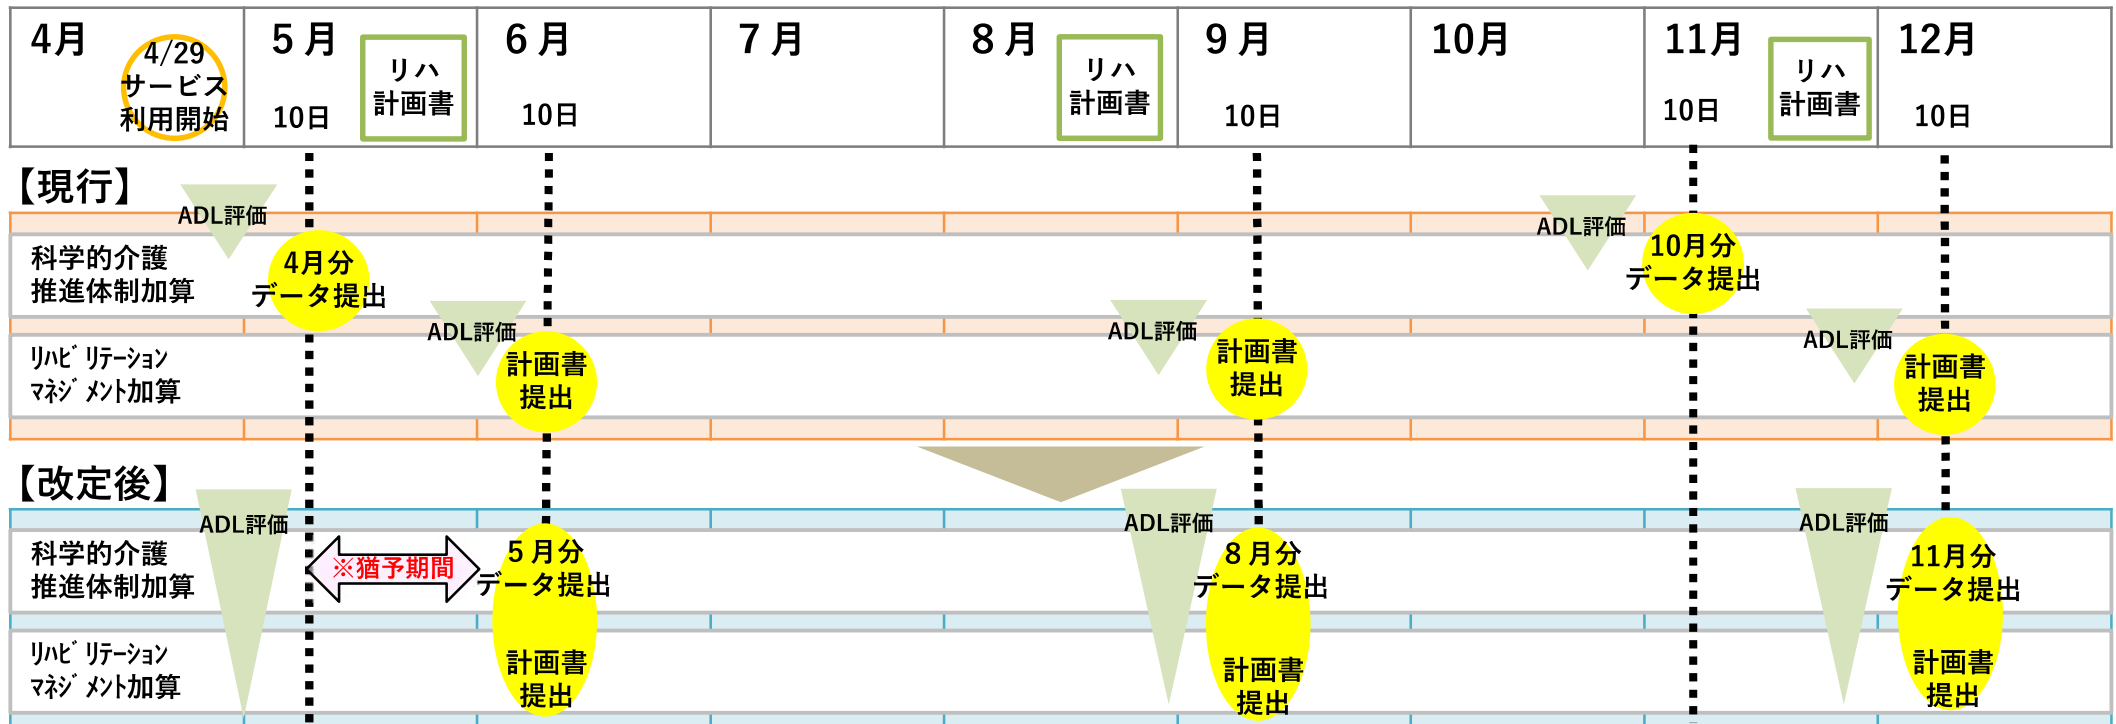 4月
4/29
サービス
利用開始
5月
10日
リハ
計画書
6月
10日
7月
8月
リハ
計画書
9月
10日
10月
11月
10日
リハ
計画書
12月
10日
【現行】
ADL評価
ADL評価
科学的介護
推進体制加算
4月分
データ提出
10月分
データ提出
ADL評価
ADL評価
ADL評価
ﾘﾊﾋﾞﾘﾃｰｼｮﾝ
ﾏﾈｼﾞﾒﾝﾄ加算
計画書
提出
計画書
提出
計画書
提出
【改定後】
ADL評価
ADL評価
ADL評価
科学的介護
推進体制加算
※猶予期間
5月分
データ提出
8月分
データ提出
11月分
データ提出
ﾘﾊﾋﾞﾘﾃｰｼｮﾝ
ﾏﾈｼﾞﾒﾝﾄ加算
計画書
提出
計画書
提出
計画書
提出